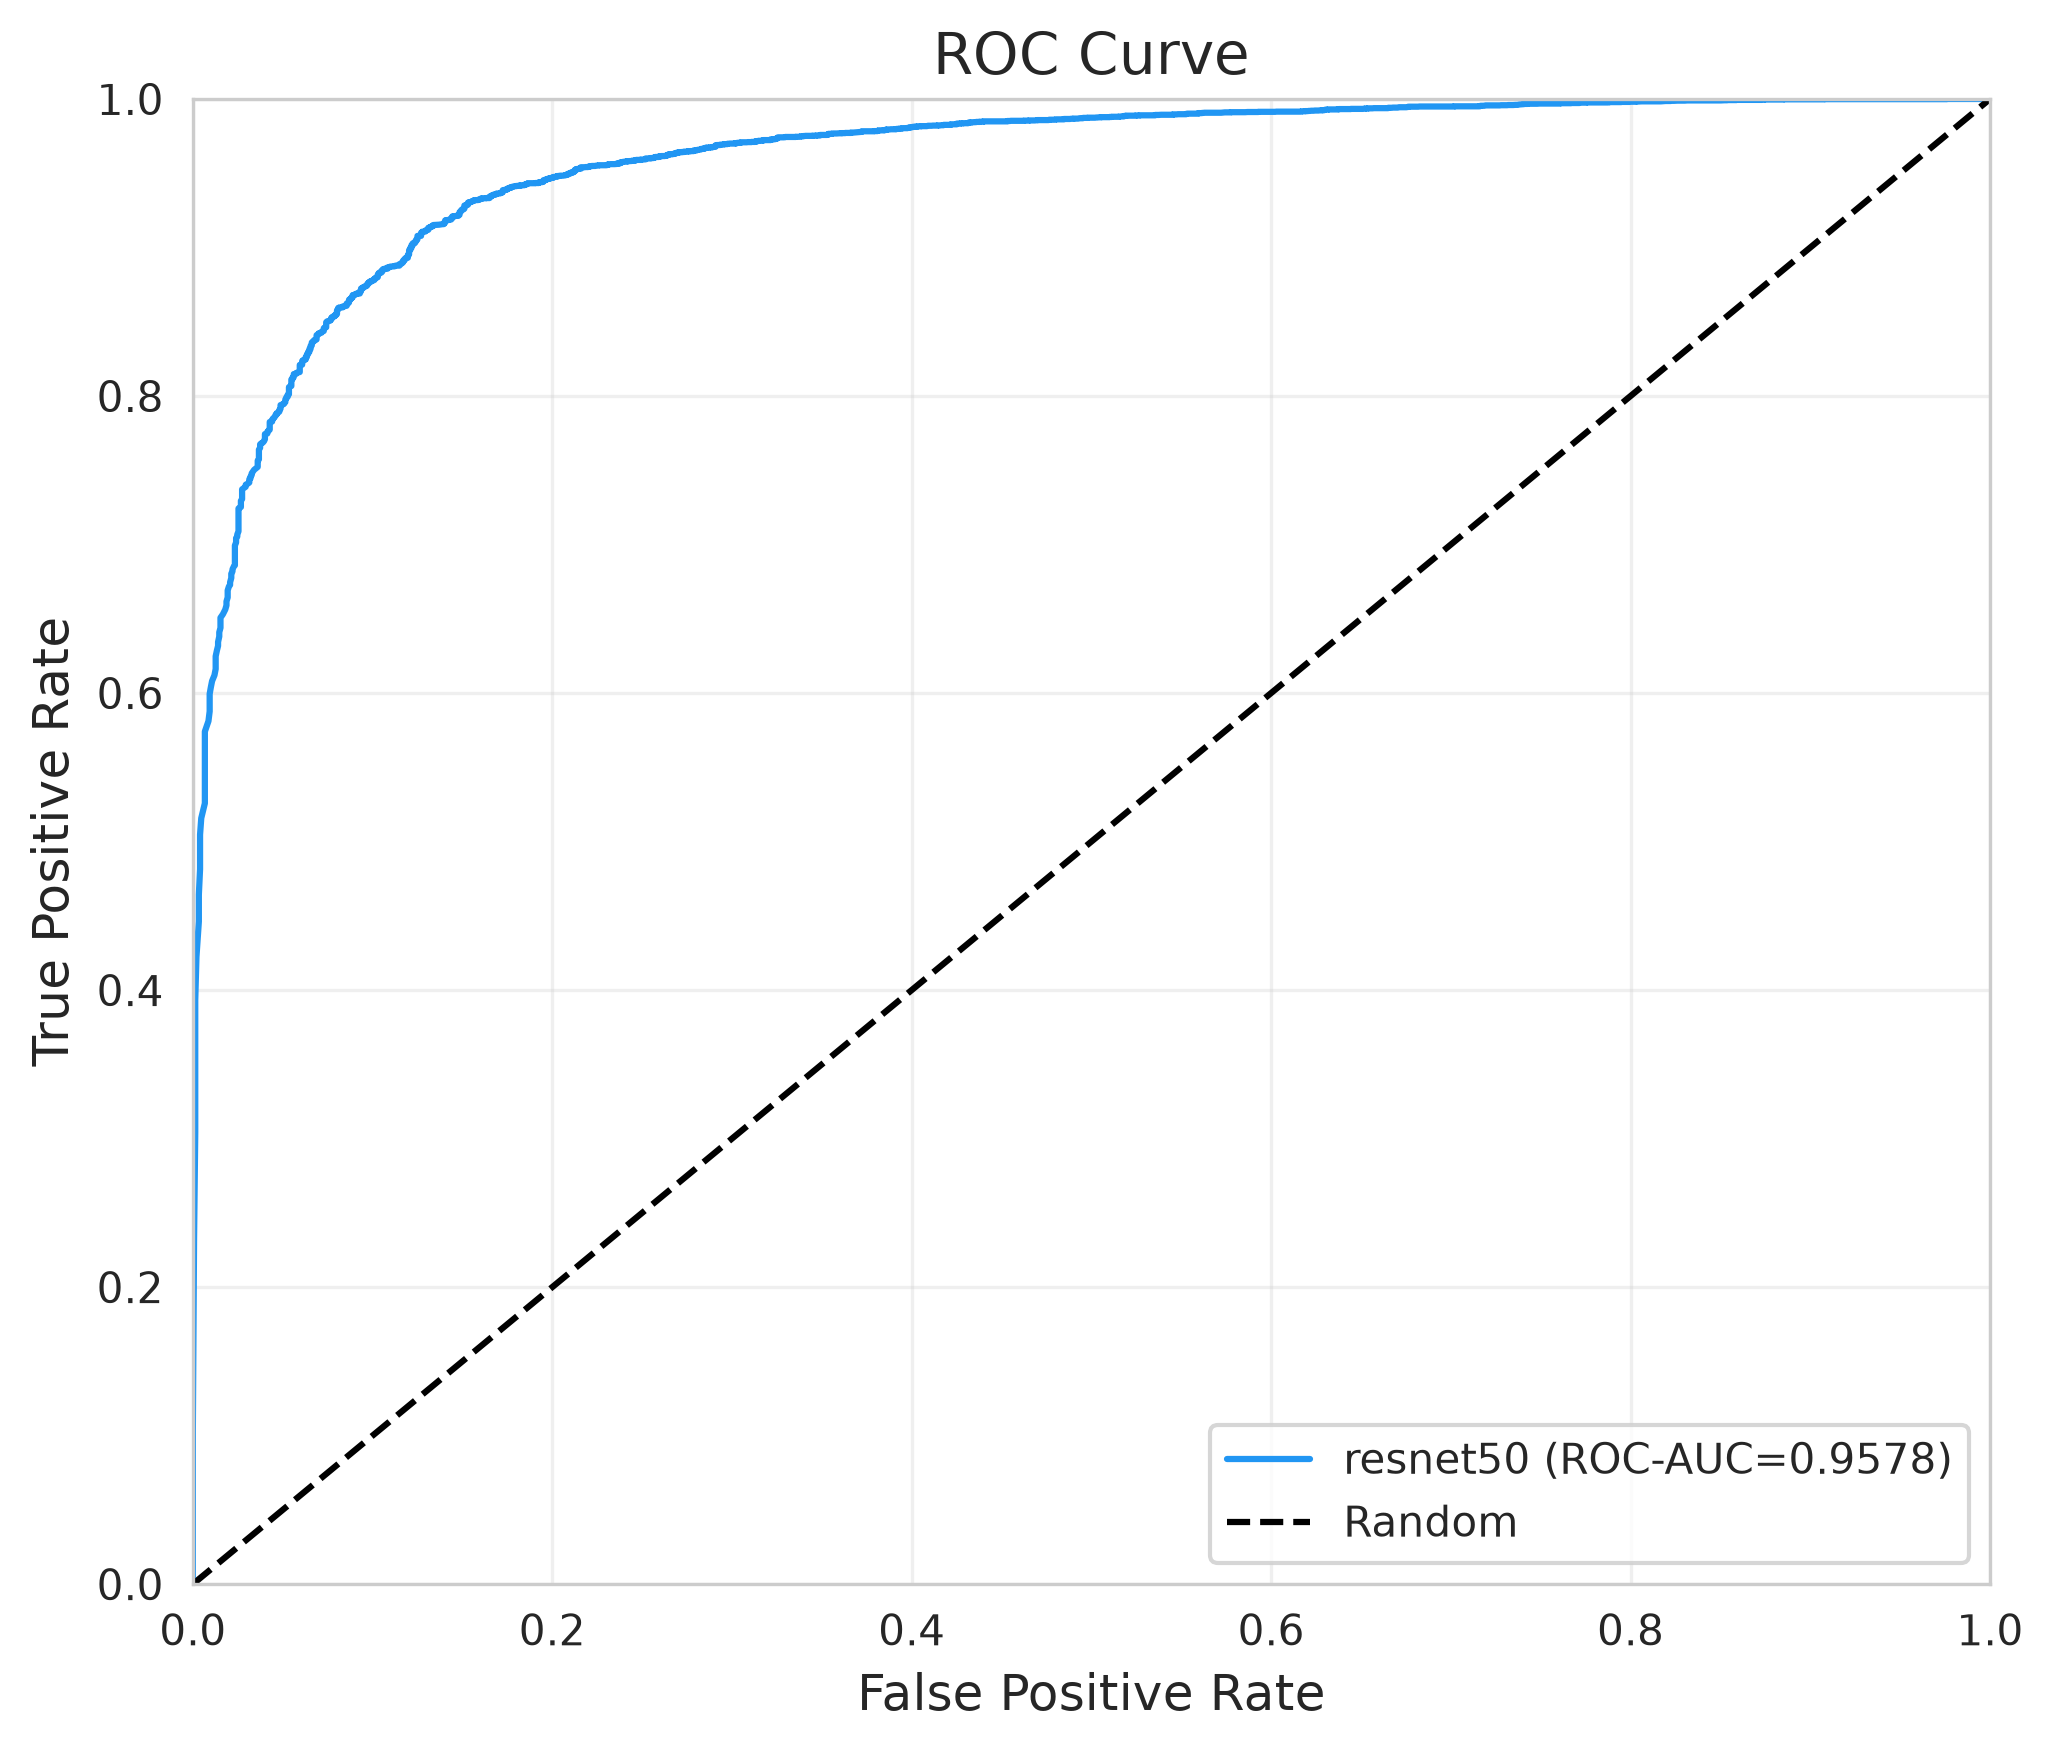 ROC Curve
True Positive Rate
1.0
0.8
0.6
0.4
0.2
0.0
0.0 0.2 0.4 0.6 0.8 1.0
False Positive Rate
resnet50 (ROC-AUC=0.9578)
Random